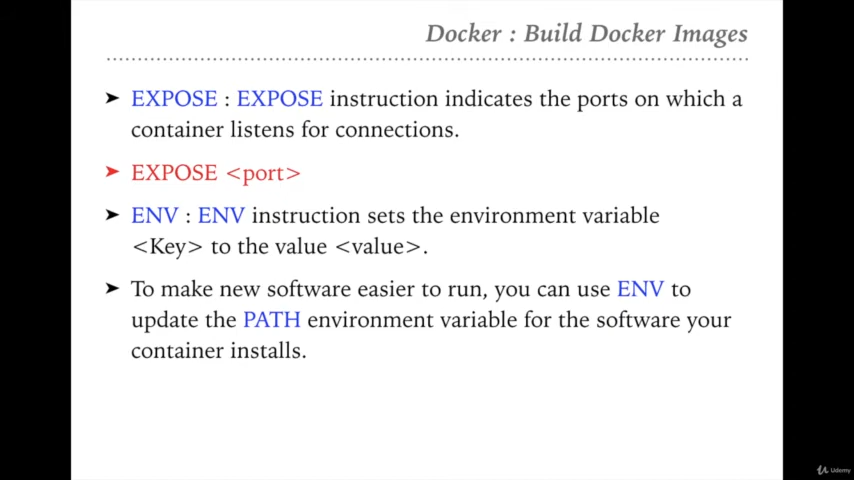 Docker : Build Docker Images
➤ EXPOSE : EXPOSE instruction indicates the ports on which a
container listens for connections.
➤ EXPOSE <port>
➤ ENV : ENV instruction sets the environment variable
<Key> to the value <value>.
➤ To make new software easier to run, you can use ENV to
update the PATH environment variable for the software your
container installs.
Udemy